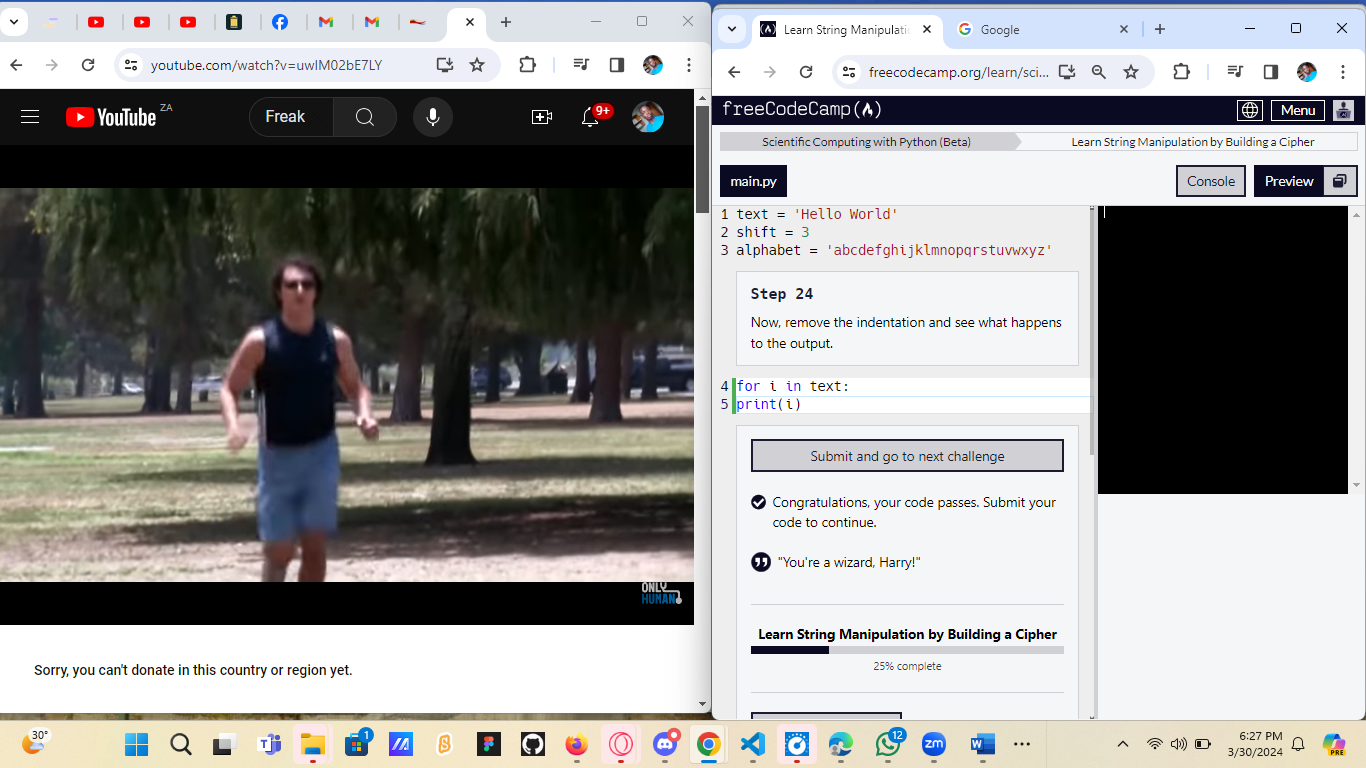 youtube.com/watch?v=uwlM02bE7LY
YouTube ZA
Freak
9+
ONLY
HUMAN
Sorry, you can't donate in this country or region yet.
Learn String Manipulati
Google
freecodecamp.org/learn/sci...
freeCodeCamp
Menu
Scientific Computing with Python (Beta)
Learn String Manipulation by Building a Cipher
main.py
Console
Preview
1 text = 'Hello World'
2 shift = 3
3 alphabet = 'abcdefghijklmnopqrstuvwxyz'
Step 24
Now, remove the indentation and see what happens
to the output.
4 for i in text:
5 print(i)
Submit and go to next challenge
Congratulations, your code passes. Submit your
code to continue.
"You're a wizard, Harry!"
Learn String Manipulation by Building a Cipher
25% complete
30°
1
12
zm
PRE
6:27 PM
3/30/2024